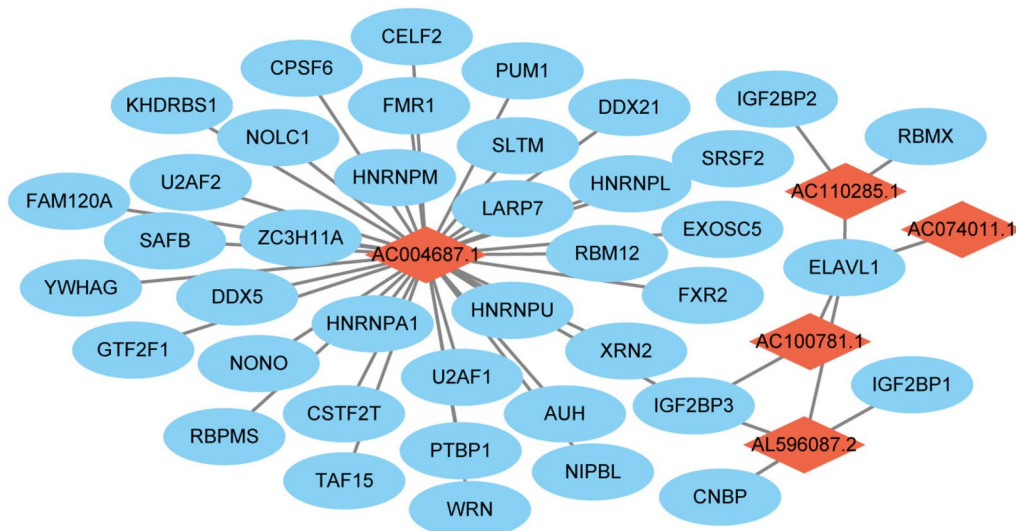 CELF2
CPSF6
PUM1
KHDRBS1
FMR1
DDX21
IGF2BP2
NOLC1
SLTM
RBMX
SRSF2
U2AF2
HNRNPM
HNRNPL
AC110285.1
FAM120A
LARP7
SAFB
ZC3H11A
EXOSC5
AC074011.1
AC004687.1
RBM12
ELAVL1
YWHAG
DDX5
FXR2
HNRNPU
HNRNPA1
GTF2F1
XRN2
AC100781.1
NONO
U2AF1
IGF2BP1
CSTF2T
AUH
IGF2BP3
RBPMS
AL596087.2
PTBP1
TAF15
NIPBL
CNBP
WRN